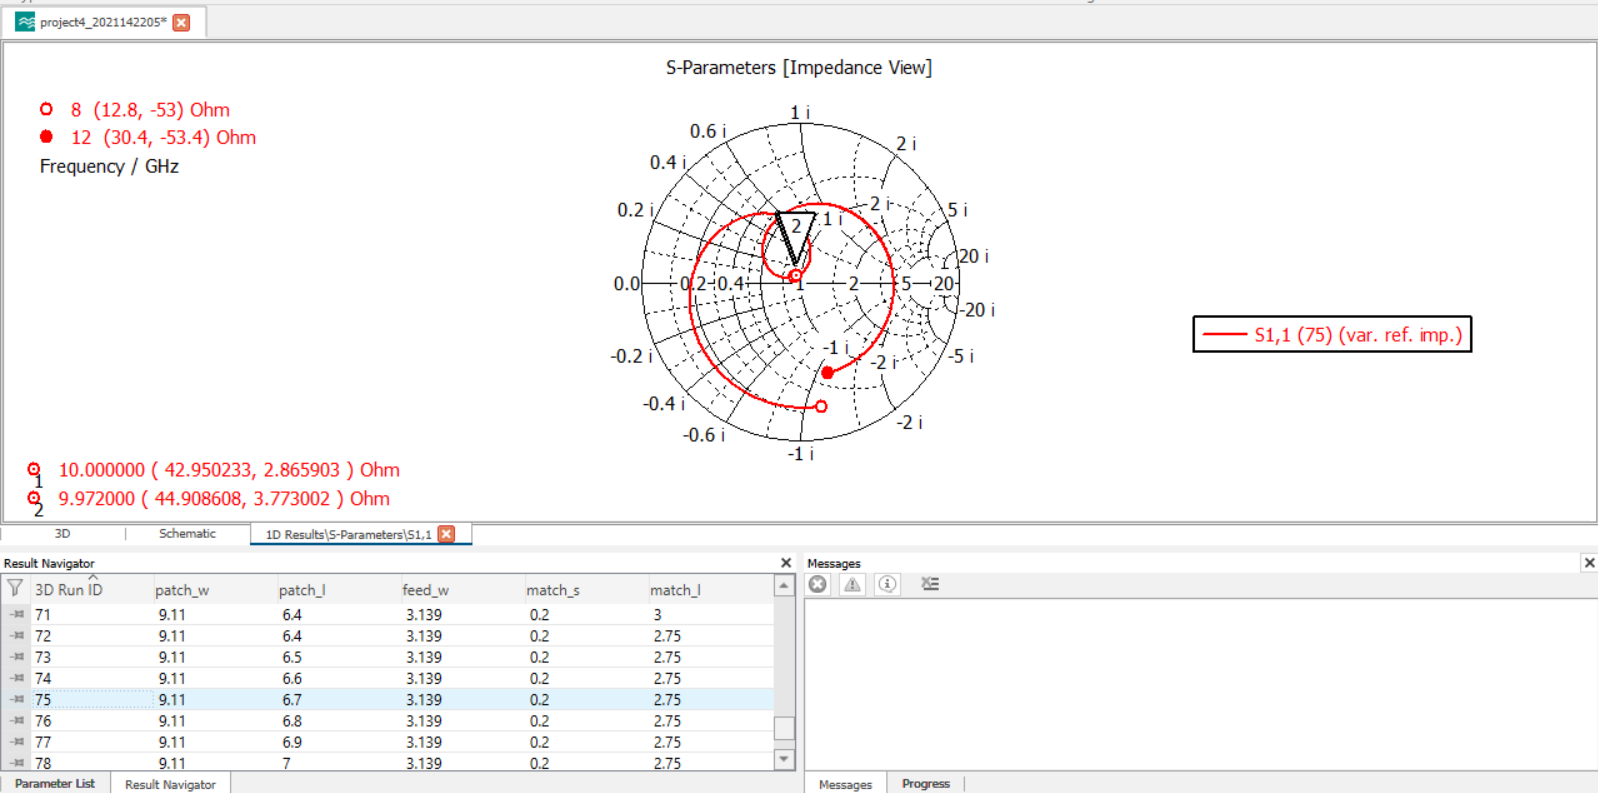 project4_2021142205*
S-Parameters [Impedance View]
8 (12.8, -53) Ohm
12 (30.4, -53.4) Ohm
Frequency / GHz
1 i
0.6 i
2 i
0.4 i
0.2 i
2 i
5 i
1 i
2
20 i
0.0
0.2
0.4
1
2
5
20
-20 i
-0.2 i
-1 i
-2 i
-5 i
-0.4 i
-0.6 i
-2 i
-1 i
S1,1 (75) (var. ref. imp.)
1 10.000000 ( 42.950233, 2.865903 ) Ohm
2 9.972000 ( 44.908608, 3.773002 ) Ohm
3D Schematic 1D Results\S-Parameters\S1,1
Result Navigator
3D Run ID patch_w patch_l feed_w match_s match_l
71 9.11 6.4 3.139 0.2 3
72 9.11 6.4 3.139 0.2 2.75
73 9.11 6.5 3.139 0.2 2.75
74 9.11 6.6 3.139 0.2 2.75
75 9.11 6.7 3.139 0.2 2.75
76 9.11 6.8 3.139 0.2 2.75
77 9.11 6.9 3.139 0.2 2.75
78 9.11 7 3.139 0.2 2.75
Parameter List Result Navigator
Messages
Messages Progress